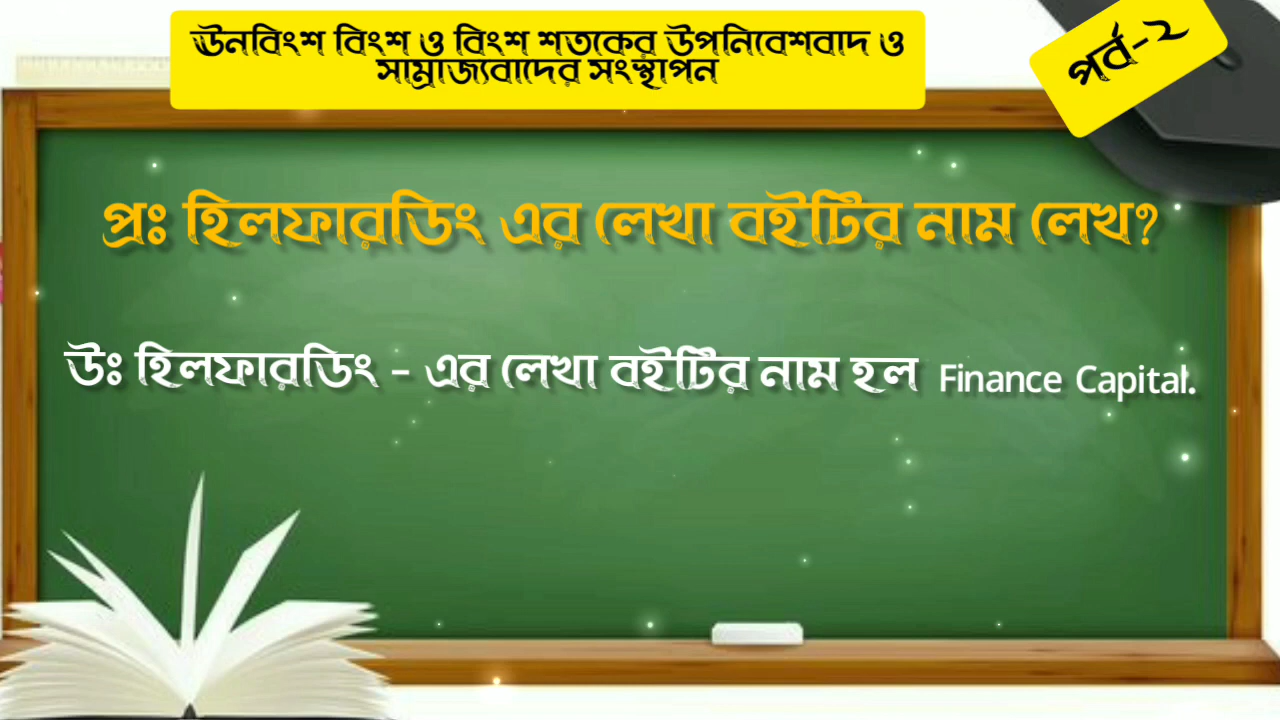 ঊনবিংশ বিংশ ও বিংশ শতকের উপনিবেশবাদ ও
সাম্রাজ্যবাদের সংস্থাপন
পর্ব-২
প্রঃ হিলফারডিং এর লেখা বইটির নাম লেখ?
উঃ হিলফারডিং - এর লেখা বইটির নাম হল Finance Capital.